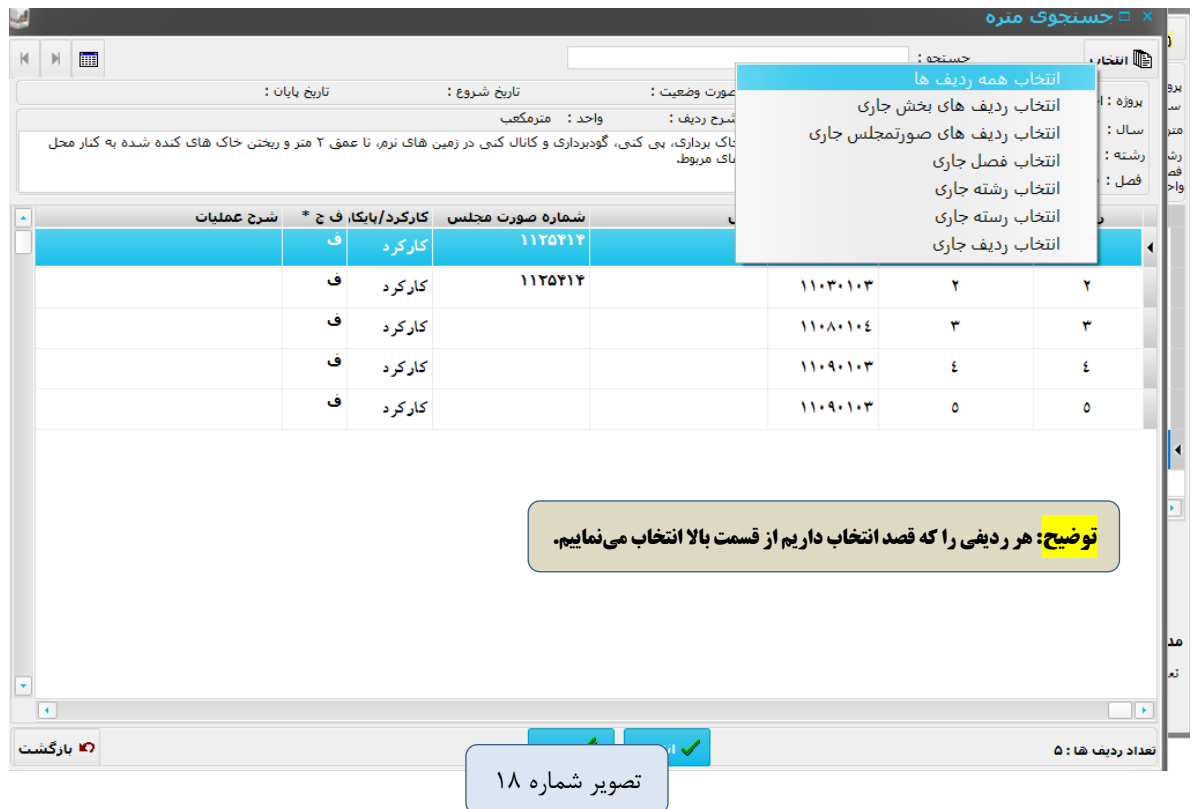 جستجوی متره
انتخاب
جستجو :
انتخاب همه ردیف ها
انتخاب ردیف های بخش جاری
انتخاب ردیف های صورتمجلس جاری
انتخاب فصل جاری
انتخاب رشته جاری
انتخاب رسته جاری
انتخاب ردیف جاری
پروژه :
سال :
رشته :
فصل :
صورت وضعیت :
تاریخ شروع :
تاریخ پایان :
شرح ردیف :
واحد : مترمکعب
خاک برداری، پی کنی، گودبرداری و کانال کنی در زمین های نرم، تا عمق ۲ متر و ریختن خاک های کنده شده به کنار محل
های مربوط.
شماره صورت مجلس کارکرد/پایکار ف ج * شرح عملیات
۱۱۲۵۴۱۴ کارکرد ف
۲ ۲ ۱۱۰۳۰۱۰۳ ۱۱۲۵۴۱۴ کارکرد ف
۳ ۳ ۱۱۰۸۰۱۰٤ کارکرد ف
٤ ٤ ۱۱۰۹۰۱۰۳ کارکرد ف
٥ ٥ ۱۱۰۹۰۱۰۳ کارکرد ف
توضیح: هر ردیفی را که قصد انتخاب داریم از قسمت بالا انتخاب می‌نماییم.
تعداد ردیف ها : ۵
بازگشت
تصویر شماره ۱۸